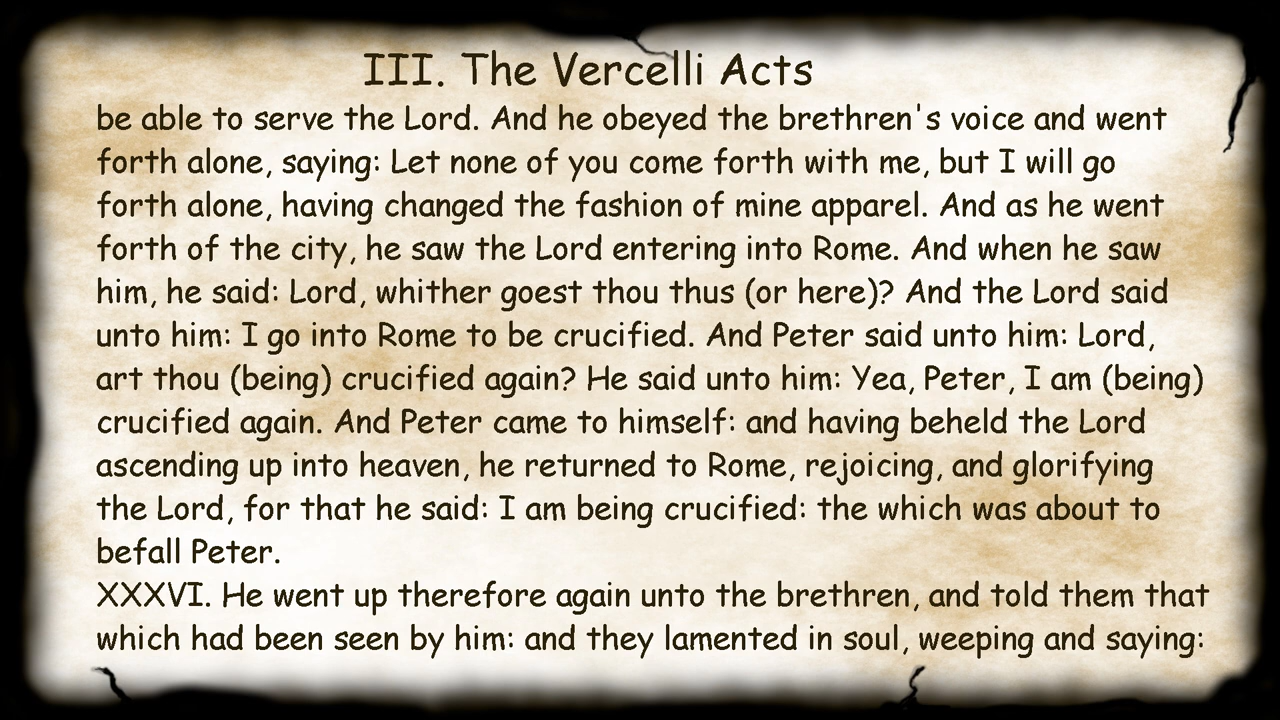 III. The Vercelli Acts
be able to serve the Lord. And he obeyed the brethren's voice and went
forth alone, saying: Let none of you come forth with me, but I will go
forth alone, having changed the fashion of mine apparel. And as he went
forth of the city, he saw the Lord entering into Rome. And when he saw
him, he said: Lord, whither goest thou thus (or here)? And the Lord said
unto him: I go into Rome to be crucified. And Peter said unto him: Lord,
art thou (being) crucified again? He said unto him: Yea, Peter, I am (being)
crucified again. And Peter came to himself: and having beheld the Lord
ascending up into heaven, he returned to Rome, rejoicing, and glorifying
the Lord, for that he said: I am being crucified: the which was about to
befall Peter.
XXXVI. He went up therefore again unto the brethren, and told them that
which had been seen by him: and they lamented in soul, weeping and saying: